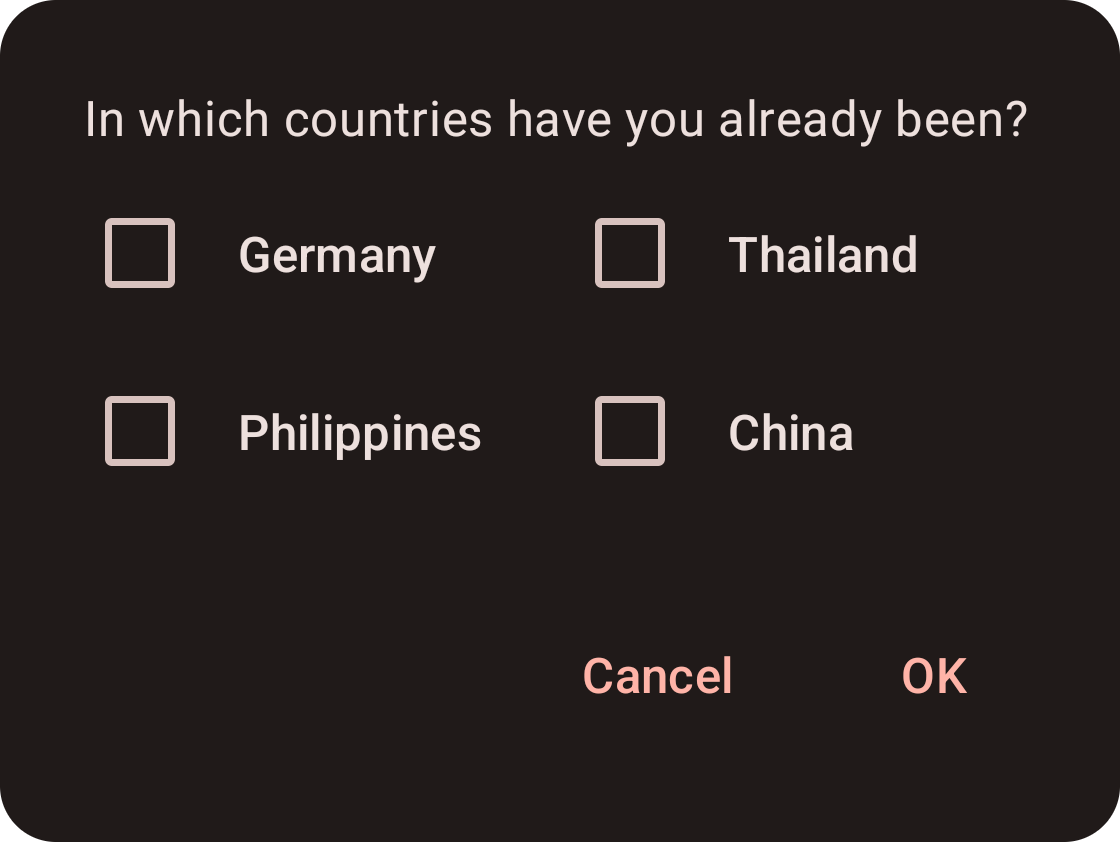 In which countries have you already been?
Germany
Thailand
Philippines
China
Cancel
OK